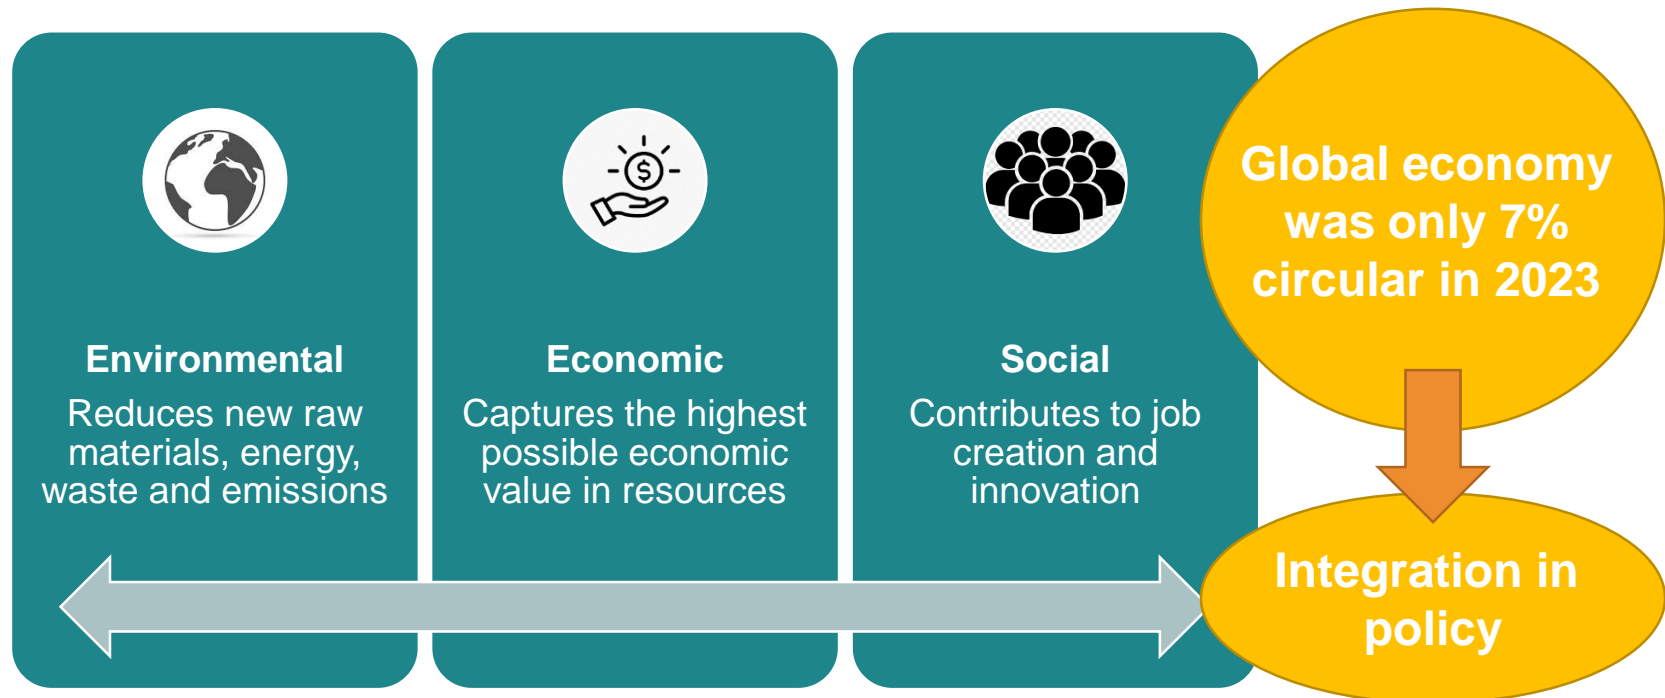 Environmental
Reduces new raw
materials, energy,
waste and emissions
Economic
Captures the highest
possible economic
value in resources
Social
Contributes to job
creation and
innovation
Global economy
was only 7%
circular in 2023
Integration in
policy
$